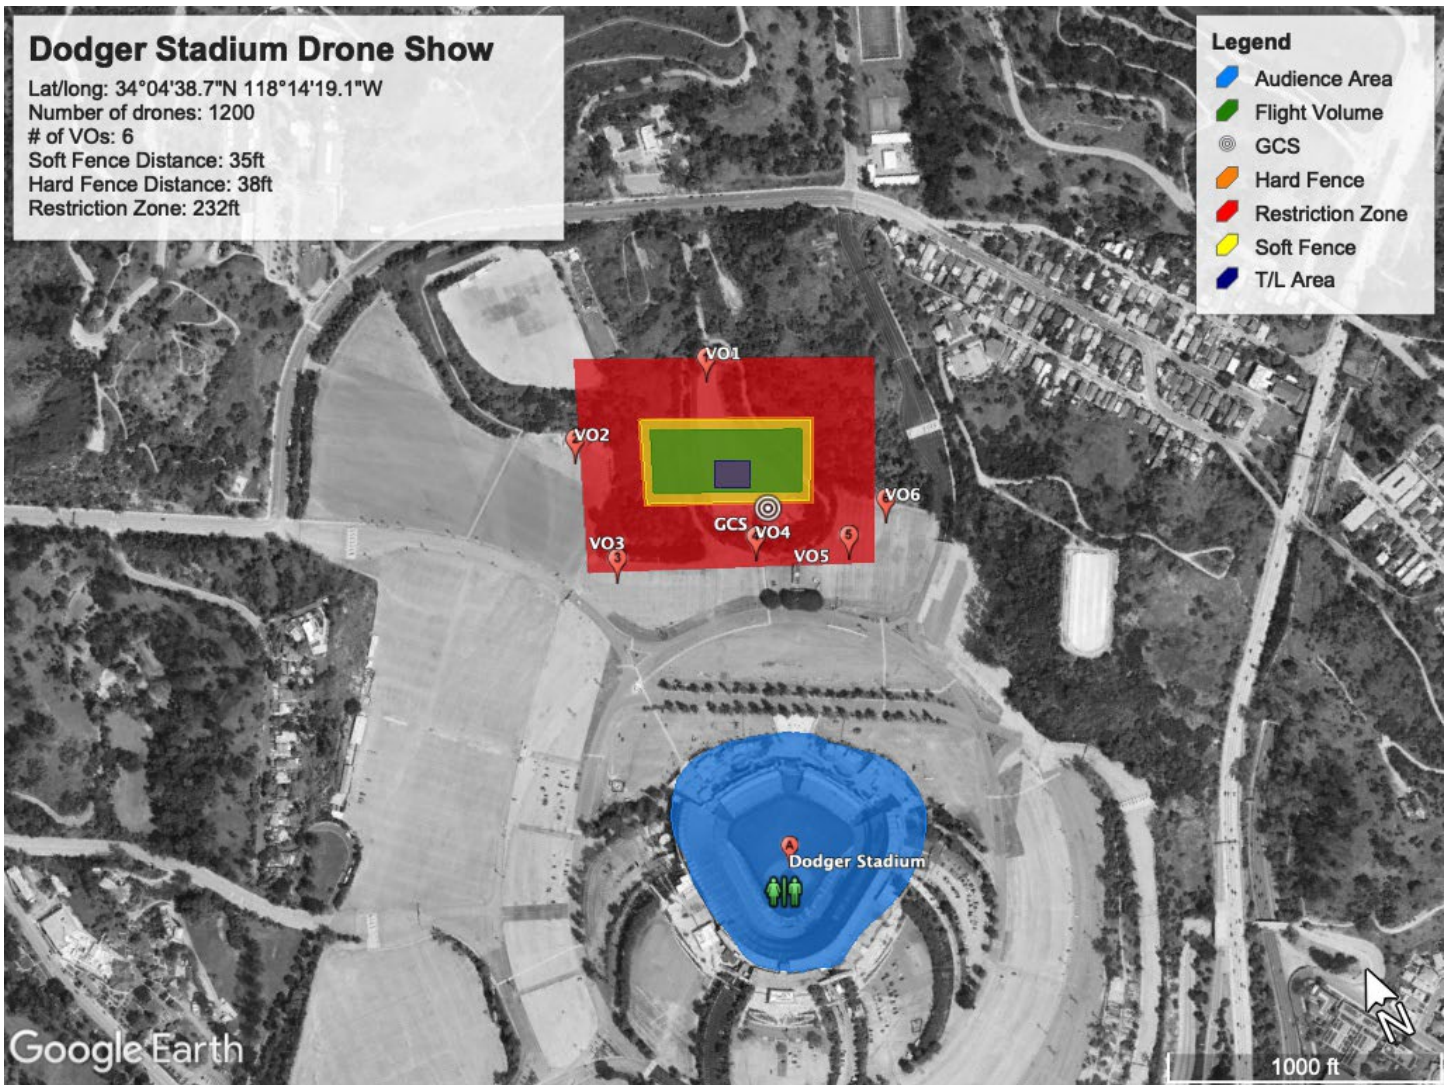 Dodger Stadium Drone Show
Lat/long: 34°04'38.7"N 118°14'19.1"W
Number of drones: 1200
# of VOs: 6
Soft Fence Distance: 35ft
Hard Fence Distance: 38ft
Restriction Zone: 232ft
Legend
Audience Area
Flight Volume
GCS
Hard Fence
Restriction Zone
Soft Fence
T/L Area
VO1
VO2
VO6
GCS
VO4
5
VO3
VO5
3
A
Dodger Stadium
N
Google Earth
1000 ft